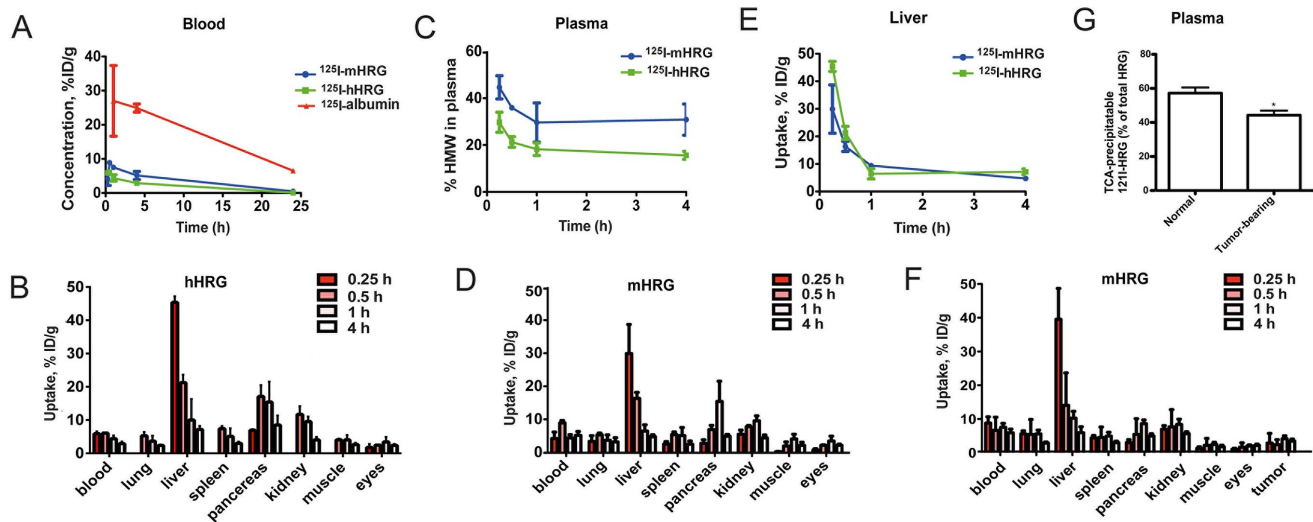 A
Blood
Concentration, %ID/g
40
30
20
10
0
0
5
10
15
20
25
Time (h)
125I-mHRG
125I-hHRG
125I-albumin
C
Plasma
% HMW in plasma
60
40
20
0
0
1
2
3
4
Time (h)
125I-mHRG
125I-hHRG
E
Liver
Uptake, % ID/g
50
40
30
20
10
0
0
1
2
3
4
Time (h)
125I-mHRG
125I-hHRG
G
Plasma
TCA-precipitatable
121I-HRG (% of total HRG)
80
60
40
20
0
*
Normal
Tumor-bearing
B
hHRG
Uptake, % ID/g
50
40
30
20
10
0
0.25 h
0.5 h
1 h
4 h
blood
lung
liver
spleen
pancereas
kidney
muscle
eyes
D
mHRG
Uptake, % ID/g
50
40
30
20
10
0
0.25 h
0.5 h
1 h
4 h
blood
lung
liver
spleen
pancreas
kidney
muscle
eyes
F
mHRG
Uptake, % ID/g
50
40
30
20
10
0
0.25 h
0.5 h
1 h
4 h
blood
lung
liver
spleen
pancreas
kidney
muscle
eyes
tumor